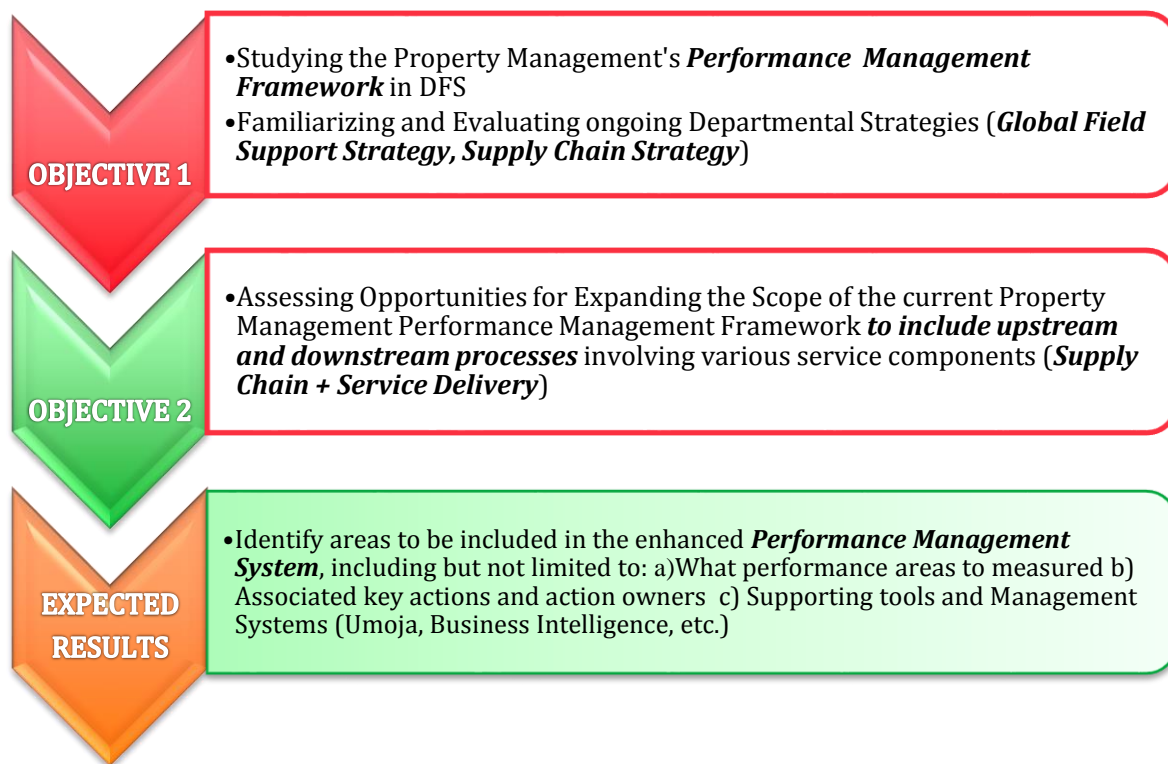 OBJECTIVE 1
•Studying the Property Management's Performance Management
Framework in DFS
•Familiarizing and Evaluating ongoing Departmental Strategies (Global Field
Support Strategy, Supply Chain Strategy)
OBJECTIVE 2
•Assessing Opportunities for Expanding the Scope of the current Property
Management Performance Management Framework to include upstream
and downstream processes involving various service components (Supply
Chain + Service Delivery)
EXPECTED
RESULTS
•Identify areas to be included in the enhanced Performance Management
System, including but not limited to: a)What performance areas to measured b)
Associated key actions and action owners c) Supporting tools and Management
Systems (Umoja, Business Intelligence, etc.)